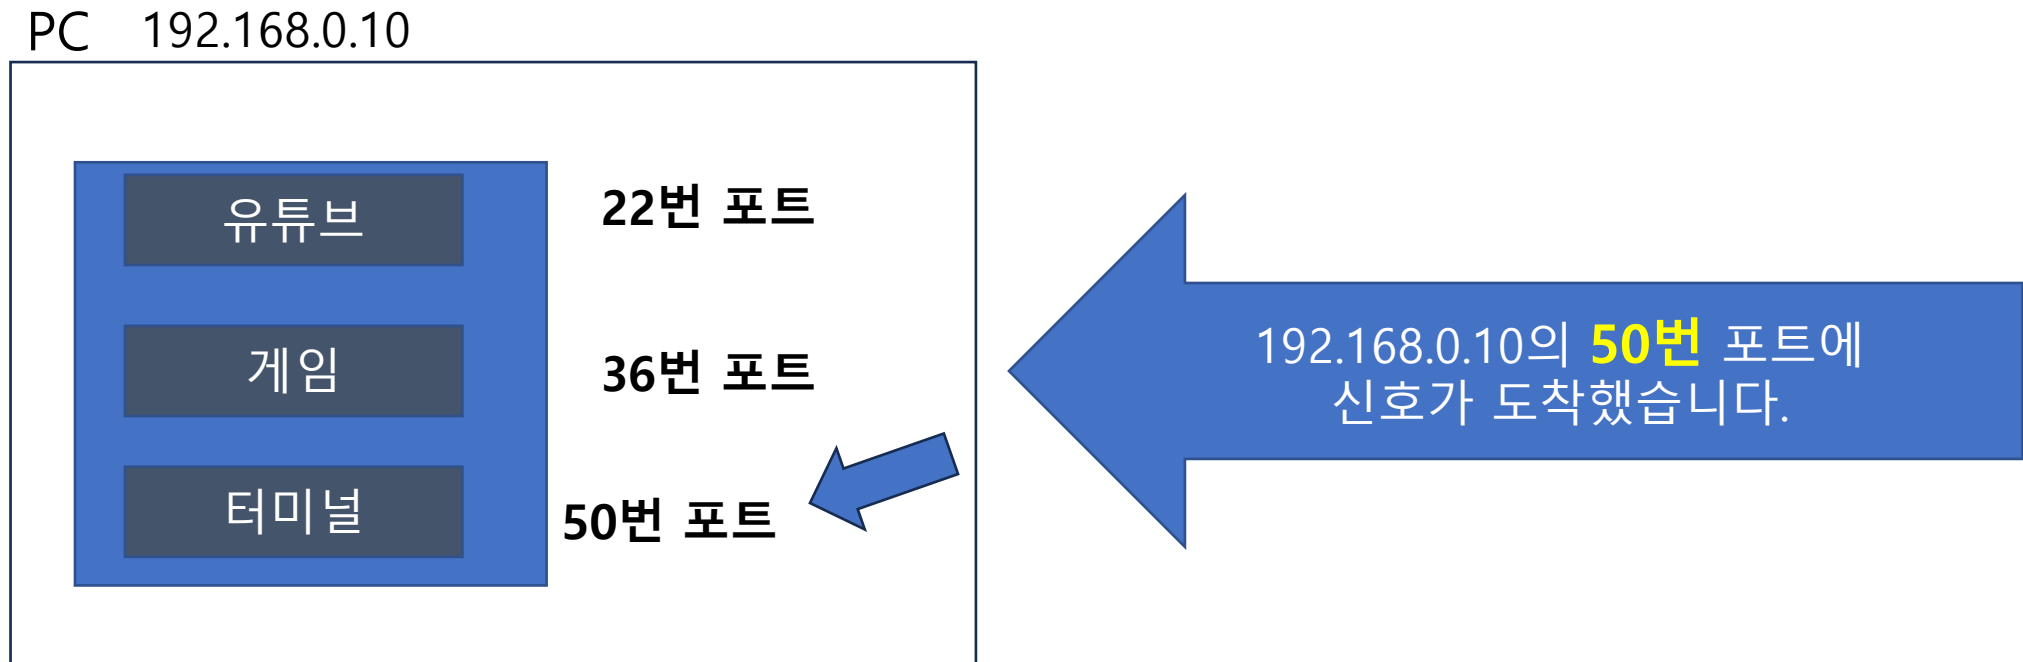 PC 192.168.0.10
유튜브 22번 포트
게임 36번 포트
터미널 50번 포트
192.168.0.10의 50번 포트에
신호가 도착했습니다.